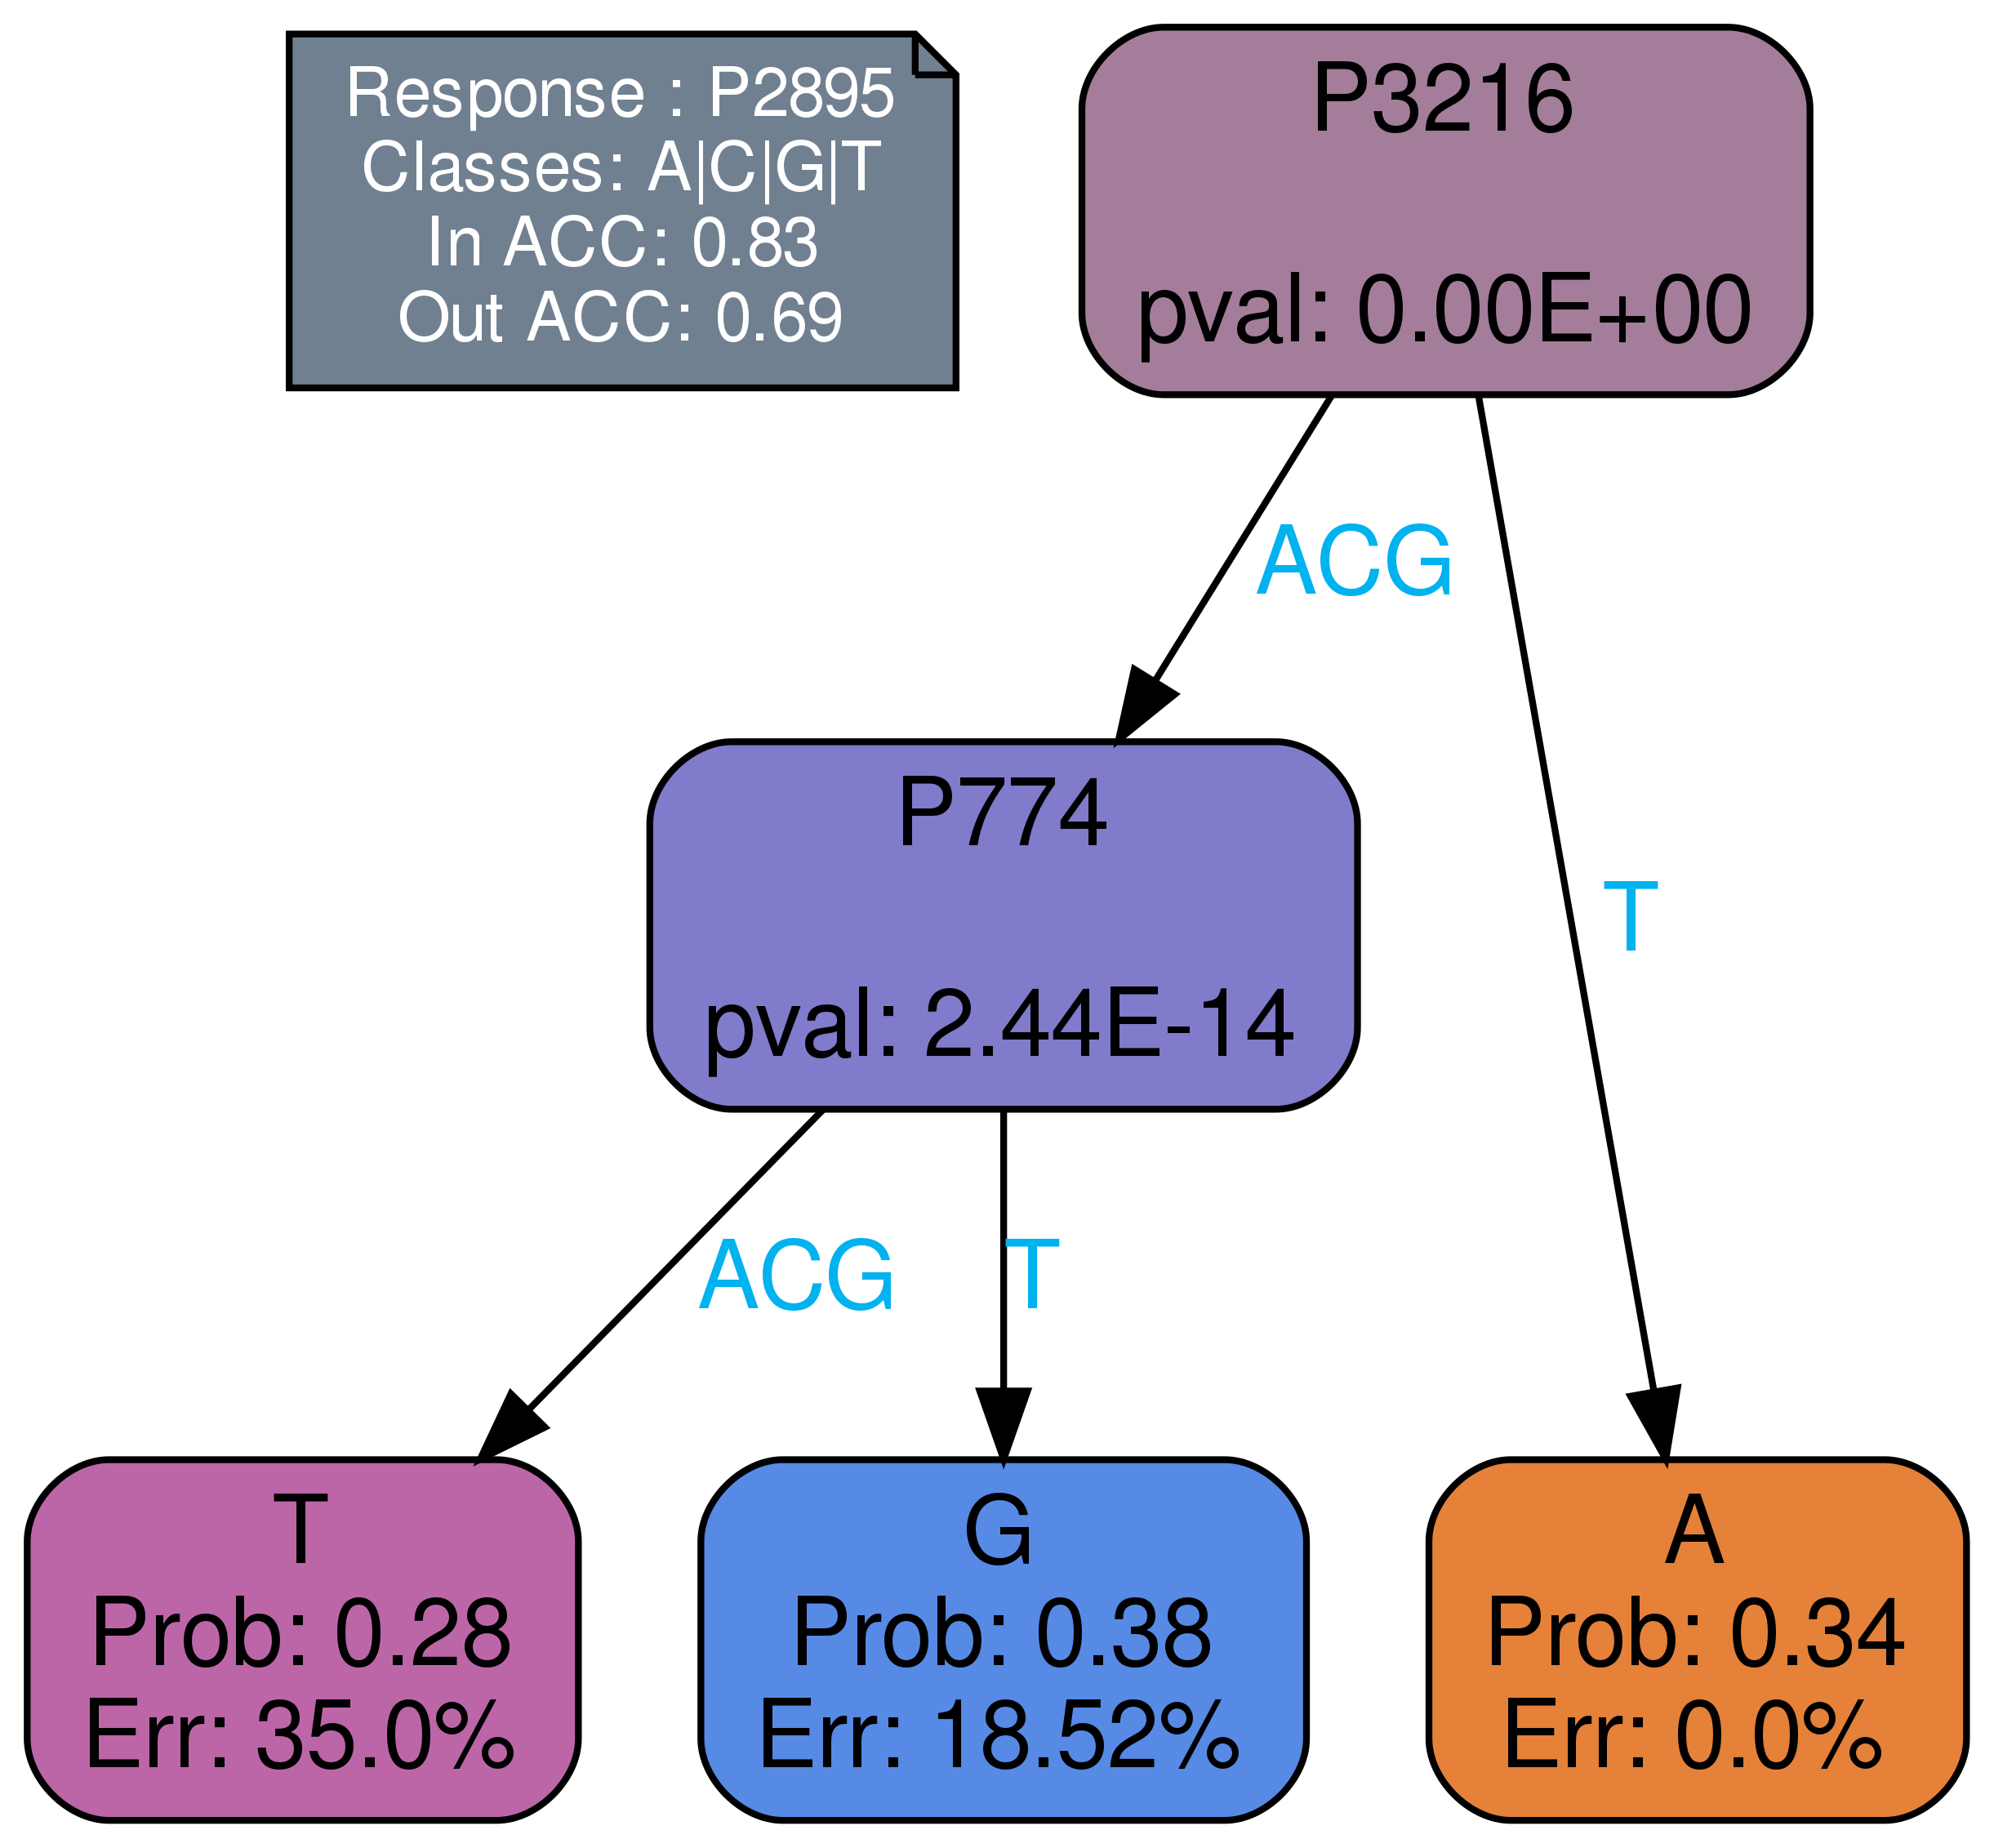 Response : P2895
Classes: A|C|G|T
In ACC: 0.83
Out ACC: 0.69
P3216
pval: 0.00E+00
ACG
T
P774
pval: 2.44E-14
ACG
T
T
Prob: 0.28
Err: 35.0%
G
Prob: 0.38
Err: 18.52%
A
Prob: 0.34
Err: 0.0%